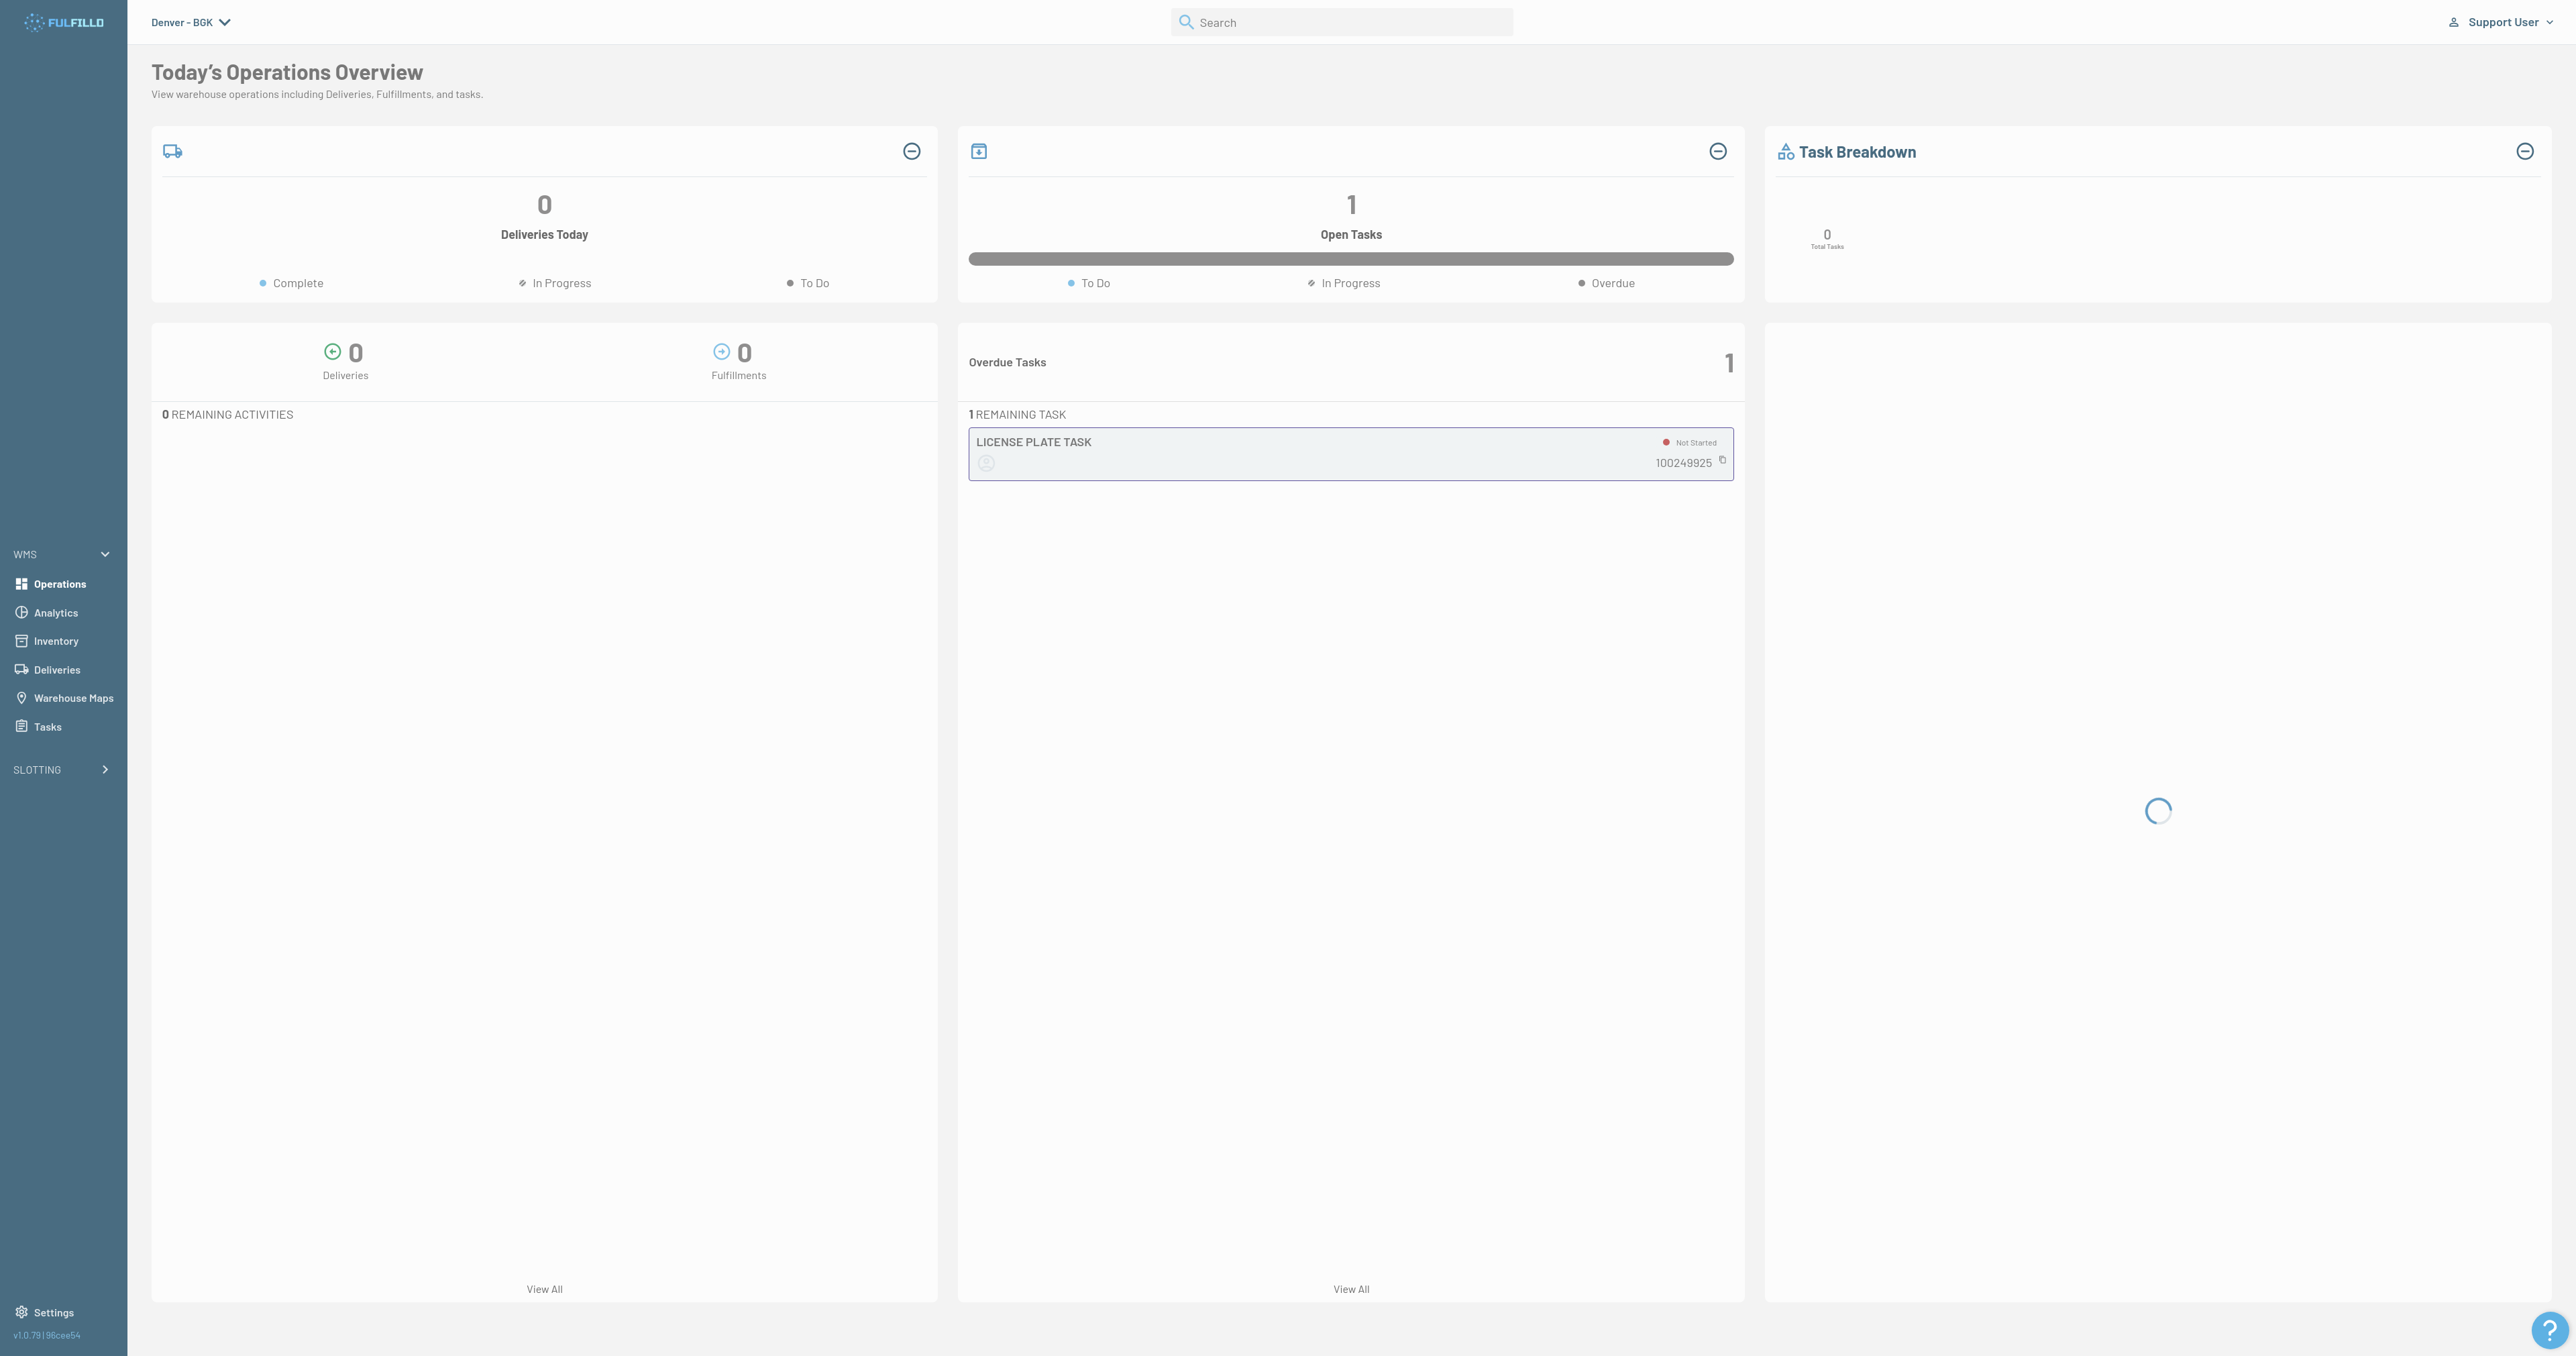 FULFILLD
Denver - BGK
Search
Support User
Today's Operations Overview
View warehouse operations including Deliveries, Fulfillments, and tasks.
0
Deliveries Today
Complete
In Progress
To Do
1
Open Tasks
To Do
In Progress
Overdue
Task Breakdown
0
Total Tasks
0
Deliveries
0
Fulfillments
0 REMAINING ACTIVITIES
View All
Overdue Tasks
1
1 REMAINING TASK
LICENSE PLATE TASK
Not Started
100249925
View All
WMS
Operations
Analytics
Inventory
Deliveries
Warehouse Maps
Tasks
SLOTTING
Settings
v1.0.79 | 96cee54
?